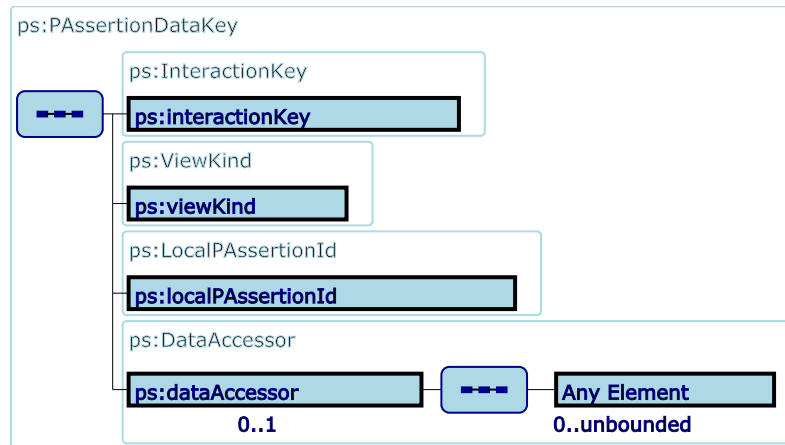 ps:PAssertionDataKey
ps:InteractionKey
ps:interactionKey
ps:ViewKind
ps:viewKind
ps:LocalPAssertionId
ps:localPAssertionId
ps:DataAccessor
ps:dataAccessor
Any Element
0..1
0..unbounded